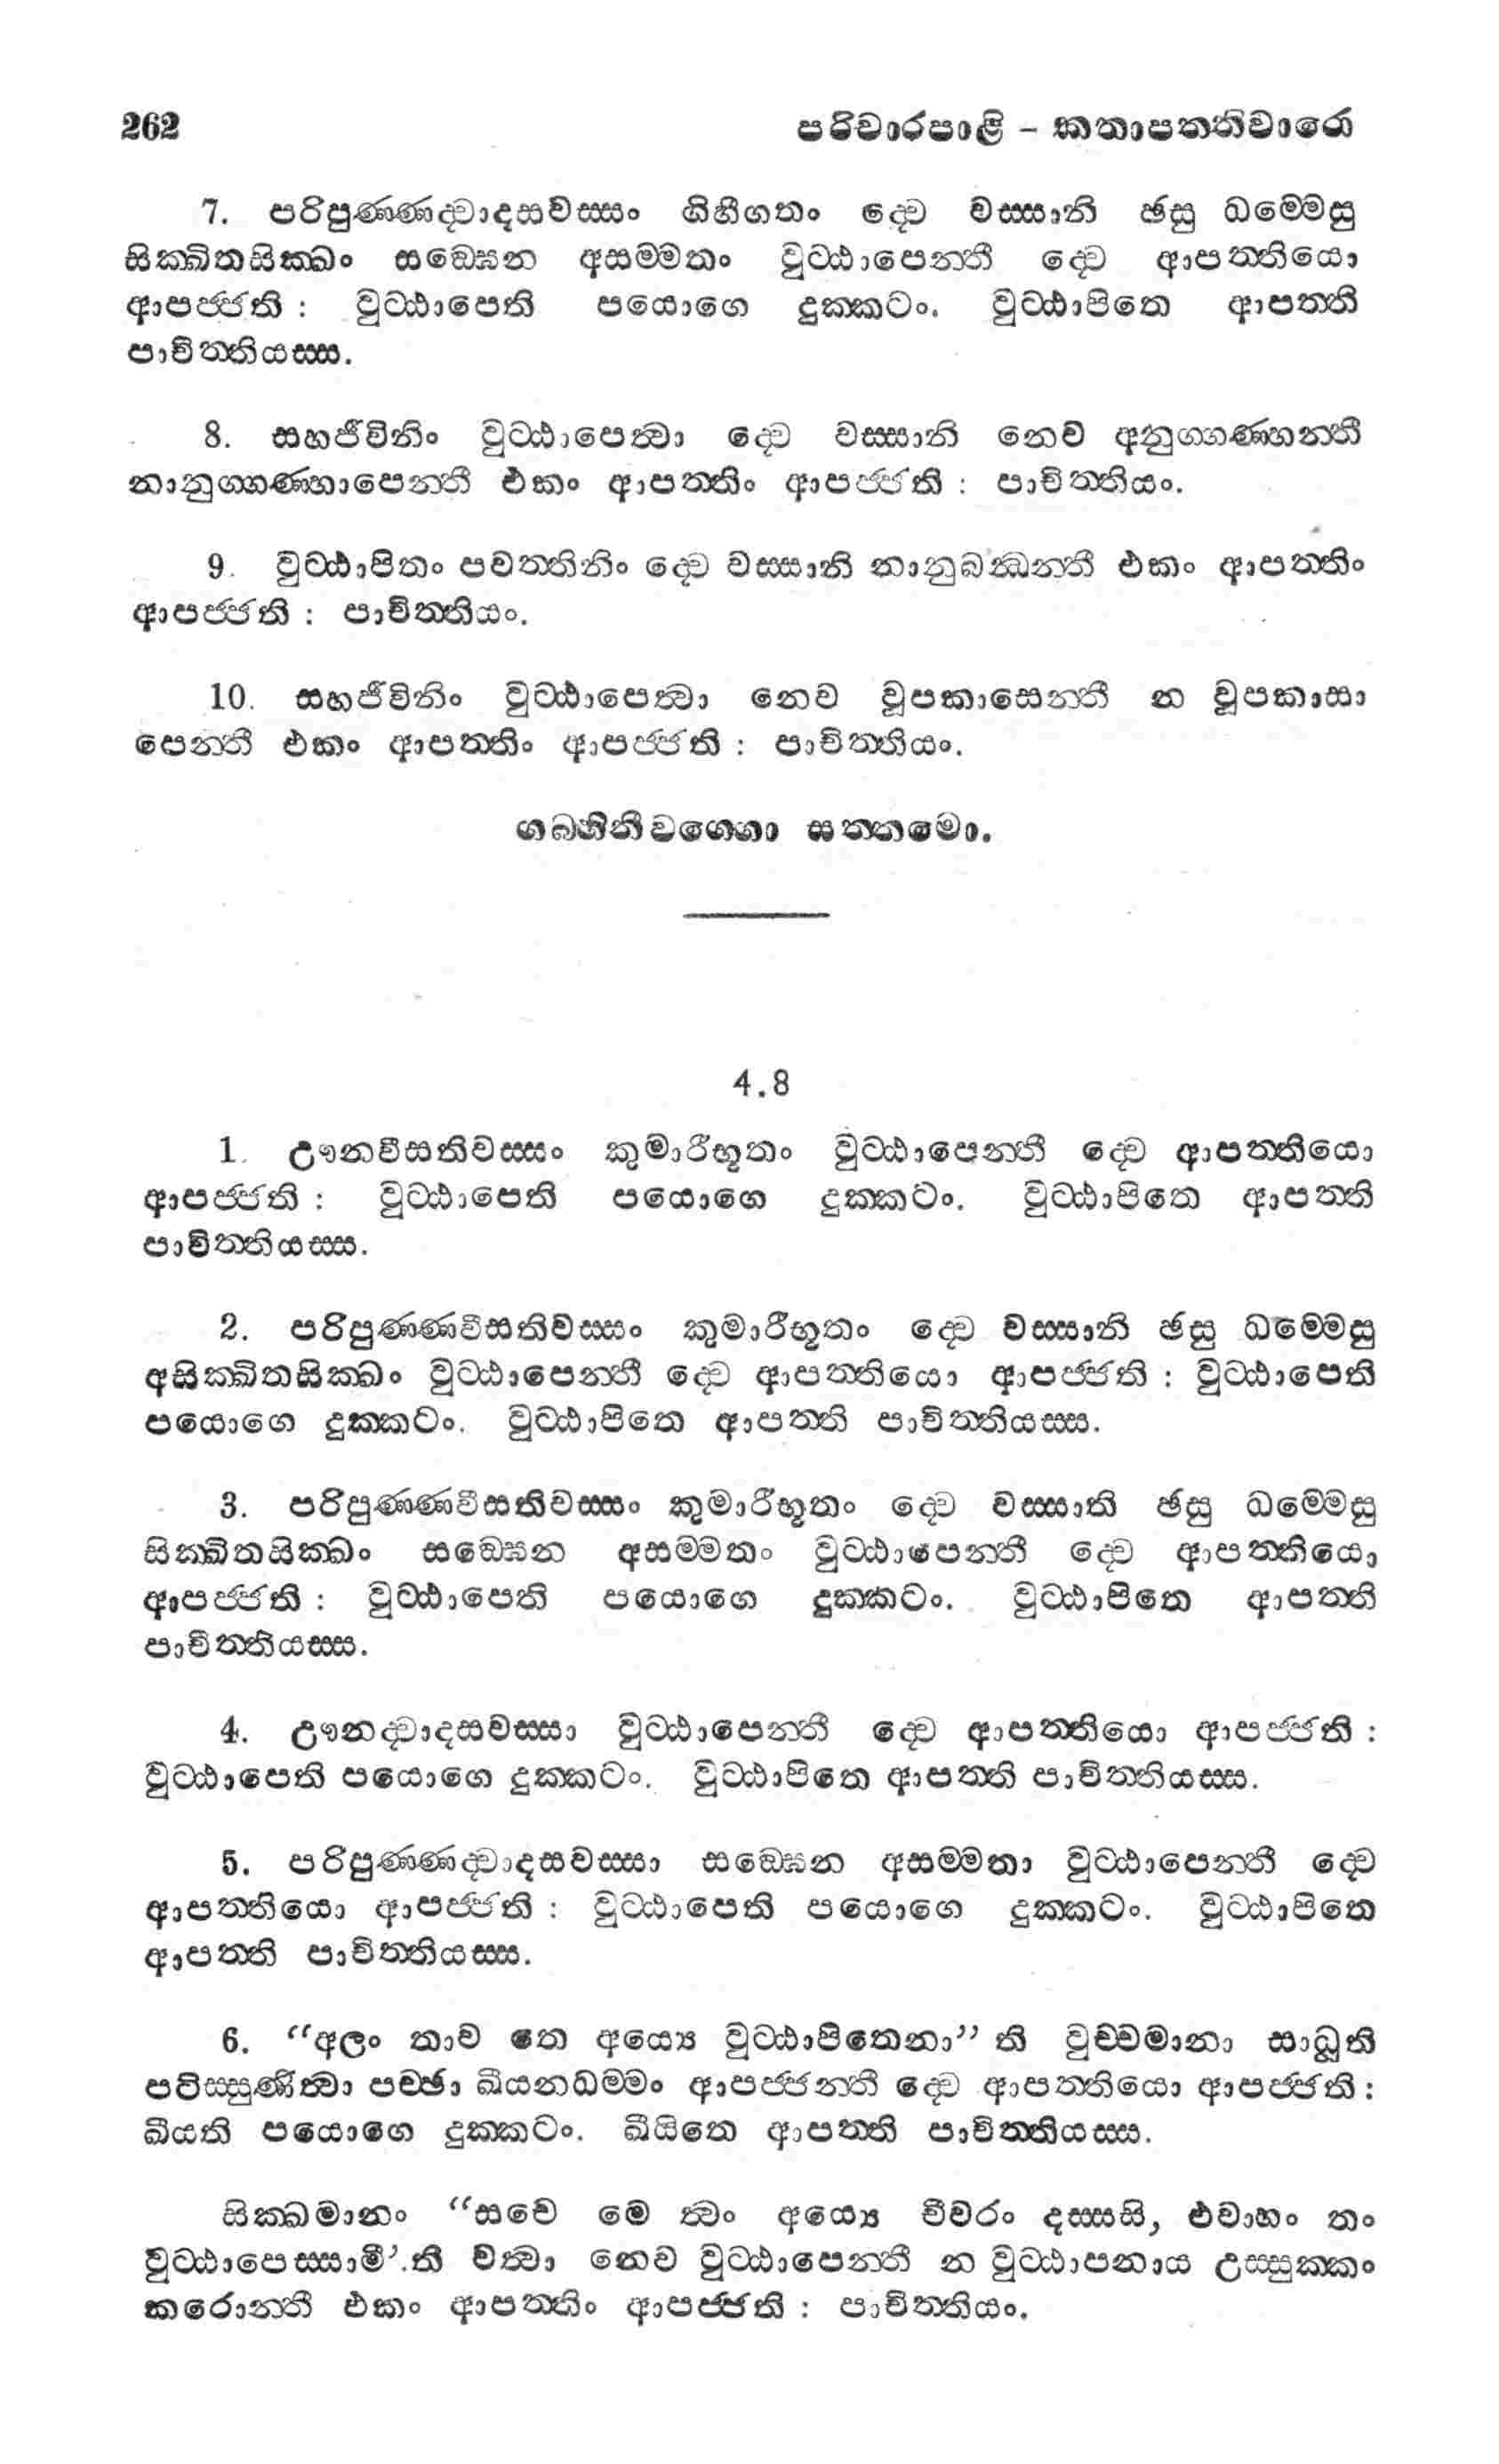 262 පරිවාරපාළි – කතාපත්තිවාරො
7. පරිපුණ්ණද්වාදසවස්සං ගිහීගතං ද්වෙ වස්සානි ඡසු ධම්මෙසු
සික්ඛිතසික්ඛං සඞ්ඝෙන අසම්මතං වුට්ඨාපෙන්තී ද්වෙ ආපත්තියො
ආපජ්ජති : වුට්ඨාපෙති පයොගෙ දුක්කටං. වුට්ඨාපිතෙ ආපත්ති
පාචිත්තියස්ස.
8. සහජීවිනිං වුට්ඨාපෙත්වා ද්වෙ වස්සානි නෙව අනුග්ගණ්හන්තී
නානුග්ගණ්හාපෙන්තී එකං ආපත්තිං ආපජ්ජති : පාචිත්තියං.
9. වුට්ඨාපිතං පවත්තිනිං ද්වෙ වස්සානි නානුබන්ධන්තී එකං ආපත්තිං
ආපජ්ජති : පාචිත්තියං.
10. සහජීවිනිං වුට්ඨාපෙත්වා නෙව වූපකාසෙන්තී න වූපකාසා
පෙන්තී එකං ආපත්තිං ආපජ්ජති : පාචිත්තියං.
ගබ්භිනීවග්ගො සත්තමො.
4.8
1. ඌනවීසතිවස්සං කුමාරීභූතං වුට්ඨාපෙන්තී ද්වෙ ආපත්තියො
ආපජ්ජති : වුට්ඨාපෙති පයොගෙ දුක්කටං. වුට්ඨාපිතෙ ආපත්ති
පාචිත්තියස්ස.
2. පරිපුණ්ණවීසතිවස්සං කුමාරීභූතං ද්වෙ වස්සානි ඡසු ධම්මෙසු
අසික්ඛිතසික්ඛං වුට්ඨාපෙන්තී ද්වෙ ආපත්තියො ආපජ්ජති : වුට්ඨාපෙති
පයොගෙ දුක්කටං. වුට්ඨාපිතෙ ආපත්ති පාචිත්තියස්ස.
3. පරිපුණ්ණවීසතිවස්සං කුමාරීභූතං ද්වෙ වස්සානි ඡසු ධම්මෙසු
සික්ඛිතසික්ඛං සඞ්ඝෙන අසම්මතං වුට්ඨාපෙන්තී ද්වෙ ආපත්තියො
ආපජ්ජති : වුට්ඨාපෙති පයොගෙ දුක්කටං. වුට්ඨාපිතෙ ආපත්ති
පාචිත්තියස්ස.
4. ඌනද්වාදසවස්සා වුට්ඨාපෙන්තී ද්වෙ ආපත්තියො ආපජ්ජති :
වුට්ඨාපෙති පයොගෙ දුක්කටං. වුට්ඨාපිතෙ ආපත්ති පාචිත්තියස්ස.
5. පරිපුණ්ණද්වාදසවස්සා සඞ්ඝෙන අසම්මතා වුට්ඨාපෙන්තී ද්වෙ
ආපත්තියො ආපජ්ජති : වුට්ඨාපෙති පයොගෙ දුක්කටං. වුට්ඨාපිතෙ
ආපත්ති පාචිත්තියස්ස.
6. “අලං තාව තෙ අය්‍යෙ වුට්ඨාපිතෙනා” ති වුච්චමානා සාධූති
පටිස්සුණිත්වා පච්ඡා ඛීයනධම්මං ආපජ්ජන්තී ද්වෙ ආපත්තියො ආපජ්ජති :
ඛීයති පයොගෙ දුක්කටං. ඛීයිතෙ ආපත්ති පාචිත්තියස්ස.
සික්ඛමානං “සචෙ මෙ ත්වං අය්‍යෙ චීවරං දස්සසි, එවාහං තං
වුට්ඨාපෙස්සාමී’.ති වත්වා නෙව වුට්ඨාපෙන්තී න වුට්ඨාපනාය උස්සුක්කං
කරොන්තී එකං ආපත්තිං ආපජ්ජති : පාචිත්තියං.